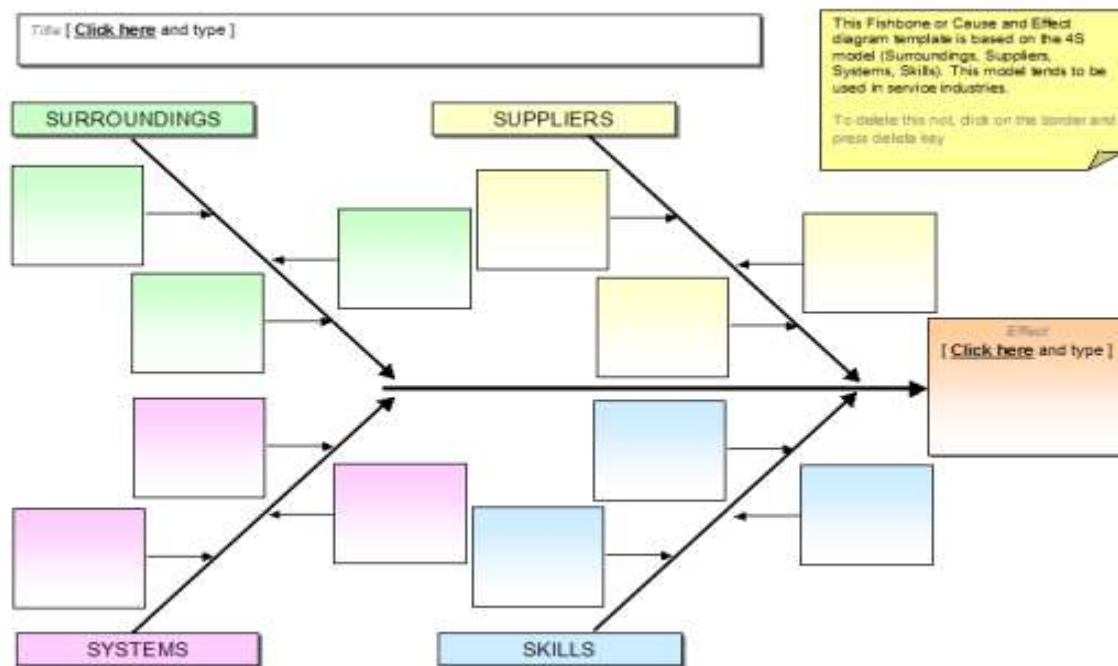 Title [ Click here and type ]
This Fishbone or Cause and Effect
diagram template is based on the 4S
model (Surroundings, Suppliers,
Systems, Skills). This model tends to be
used in service industries.
To delete this not, click on the border and
press delete key
SURROUNDINGS
SUPPLIERS
Effect
[ Click here and type ]
SYSTEMS
SKILLS